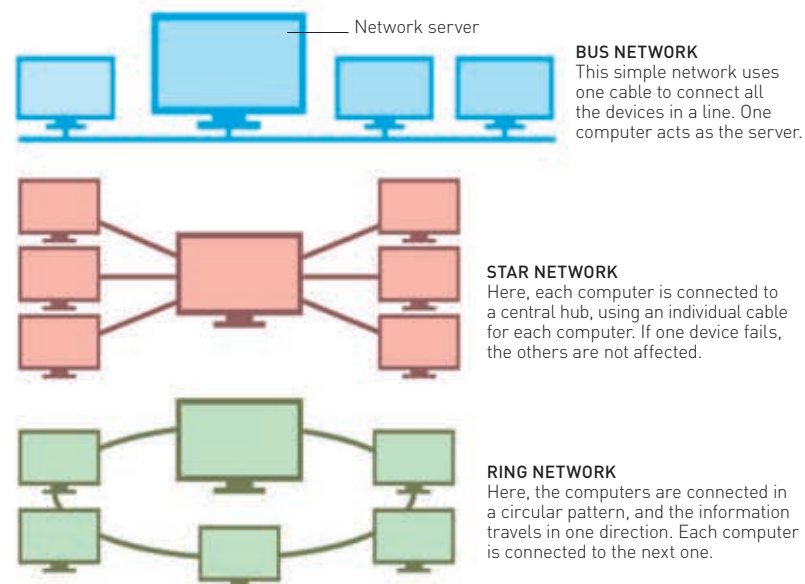 Network server
BUS NETWORK
This simple network uses
one cable to connect all
the devices in a line. One
computer acts as the server.
STAR NETWORK
Here, each computer is connected to
a central hub, using an individual cable
for each computer. If one device fails,
the others are not affected.
RING NETWORK
Here, the computers are connected in
a circular pattern, and the information
travels in one direction. Each computer
is connected to the next one.